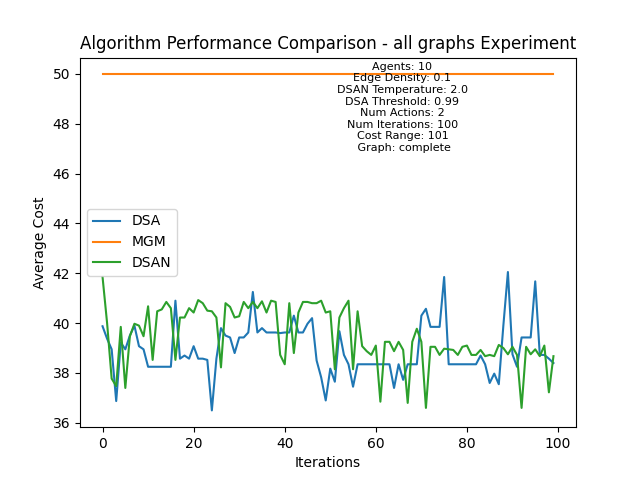 Algorithm Performance Comparison - all graphs Experiment
Agents: 10
Edge Density: 0.1
DSAN Temperature: 2.0
DSA Threshold: 0.99
Num Actions: 2
Num Iterations: 100
Cost Range: 101
Graph: complete
DSA
MGM
DSAN
Average Cost
50
48
46
44
42
40
38
36
0
20
40
60
80
100
Iterations